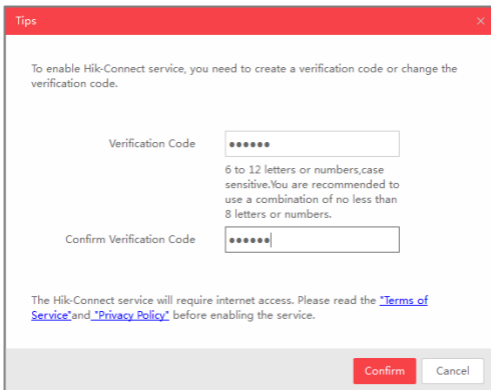 Tips
To enable Hik-Connect service, you need to create a verification code or change the
verification code.
Verification Code ••••••
6 to 12 letters or numbers,case
sensitive.You are recommended to
use a combination of no less than
8 letters or numbers.
Confirm Verification Code ••••••
The Hik-Connect service will require internet access. Please read the "Terms of
Service"and "Privacy Policy" before enabling the service.
Confirm Cancel